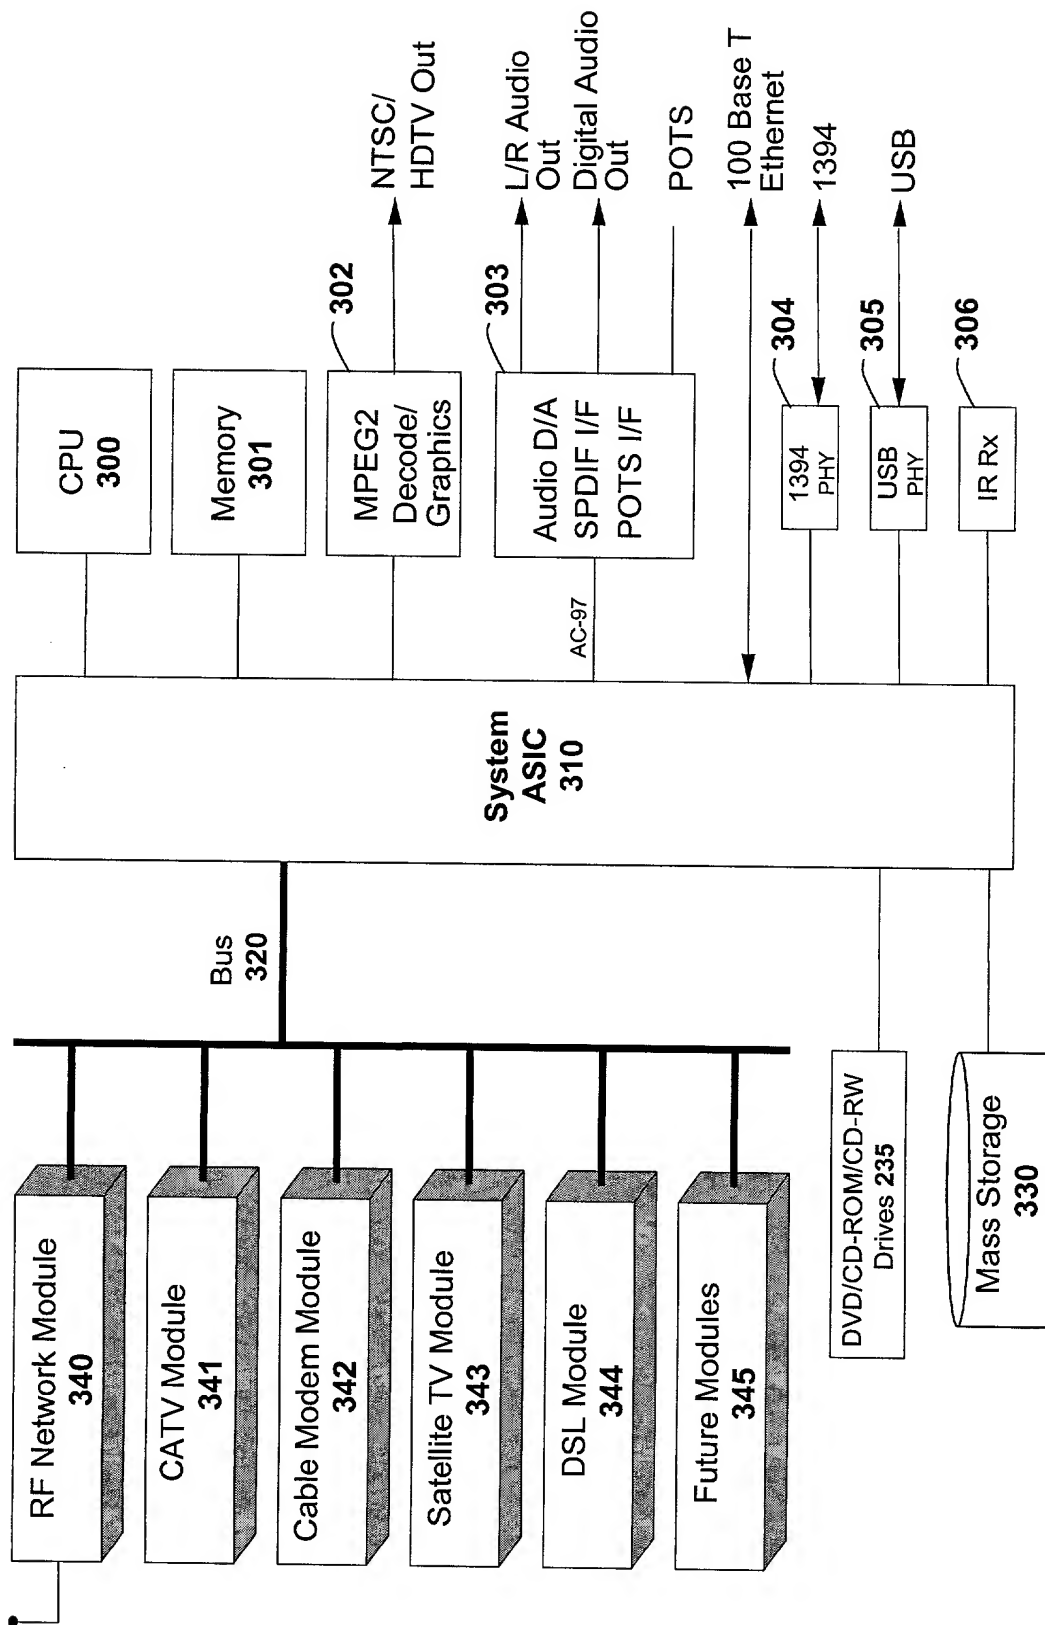 RF Network Module
340
CATV Module
341
Cable Modem Module
342
Satellite TV Module
343
DSL Module
344
Future Modules
345
DVD/CD-ROM/CD-RW
Drives 235
Mass Storage
330
Bus
320
System
ASIC
310
AC-97
CPU
300
Memory
301
MPEG2
Decode/
Graphics
302
Audio D/A
SPDIF I/F
POTS I/F
303
1394
PHY
304
USB
PHY
305
IR Rx
306
NTSC/
HDTV Out
L/R Audio
Out
Digital Audio
Out
POTS
100 Base T
Ethernet
1394
USB